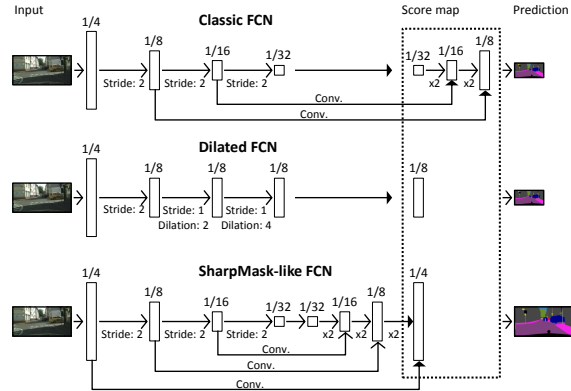 Input Classic FCN Score map Prediction
1/4 1/8 1/16 1/32 1/32 1/16 1/8
Stride: 2 Stride: 2 Stride: 2 x2 x2
Conv.
Conv.
Dilated FCN
1/4 1/8 1/8 1/8 1/8
Stride: 2 Stride: 1 Stride: 1
Dilation: 2 Dilation: 4
SharpMask-like FCN
1/4 1/8 1/16 1/32 1/32 1/16 1/8 1/4
Stride: 2 Stride: 2 Stride: 2 x2 x2 x2
Conv.
Conv.
Conv.